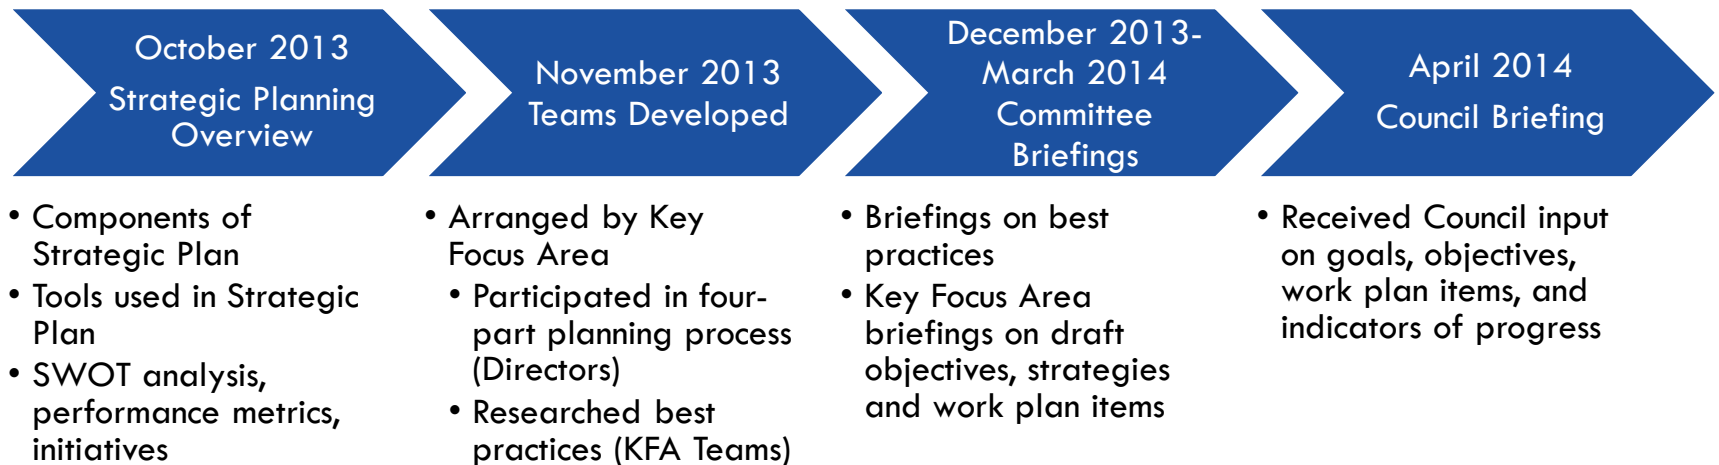 October 2013
Strategic Planning
Overview
• Components of
Strategic Plan
• Tools used in Strategic
Plan
• SWOT analysis,
performance metrics,
initiatives
November 2013
Teams Developed
• Arranged by Key
Focus Area
• Participated in four-
part planning process
(Directors)
• Researched best
practices (KFA Teams)
December 2013-
March 2014
Committee
Briefings
• Briefings on best
practices
• Key Focus Area
briefings on draft
objectives, strategies
and work plan items
April 2014
Council Briefing
• Received Council input
on goals, objectives,
work plan items, and
indicators of progress